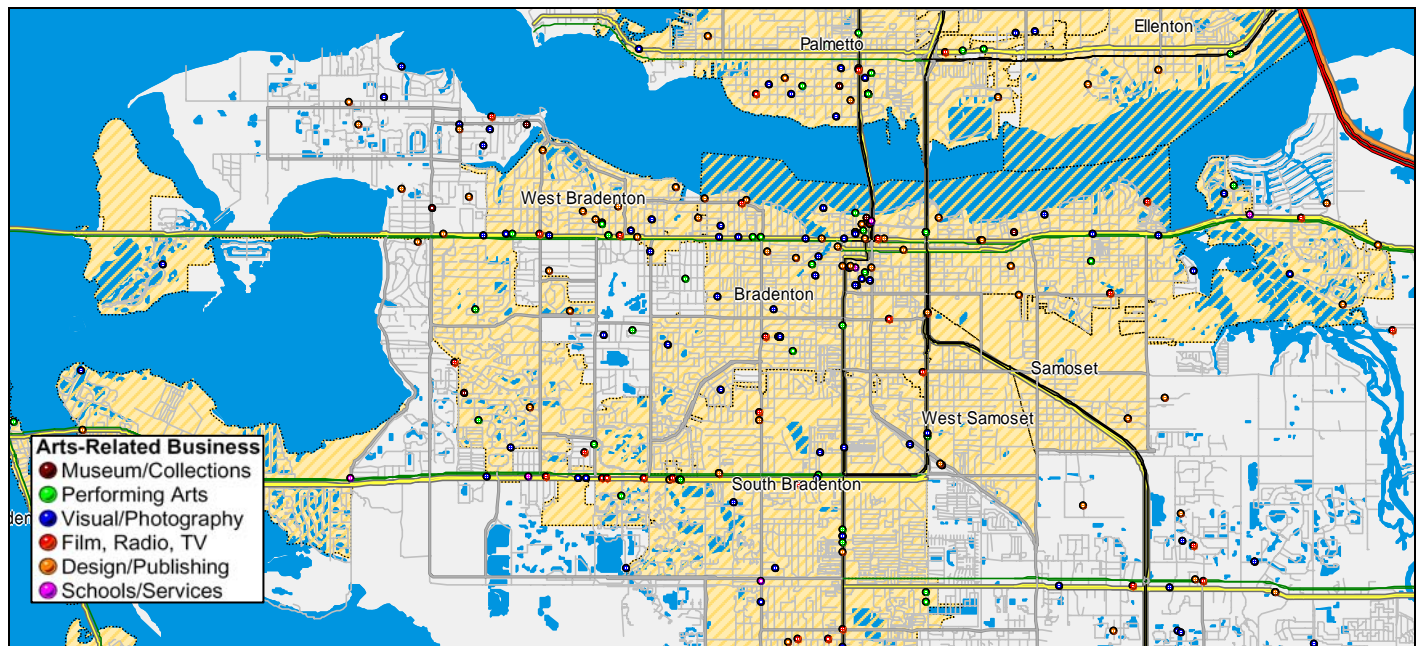 Ellenton
Palmetto
West Bradenton
Bradenton
Samoset
West Samoset
South Bradenton
Arts-Related Business
Museum/Collections
Performing Arts
Visual/Photography
Film, Radio, TV
Design/Publishing
Schools/Services